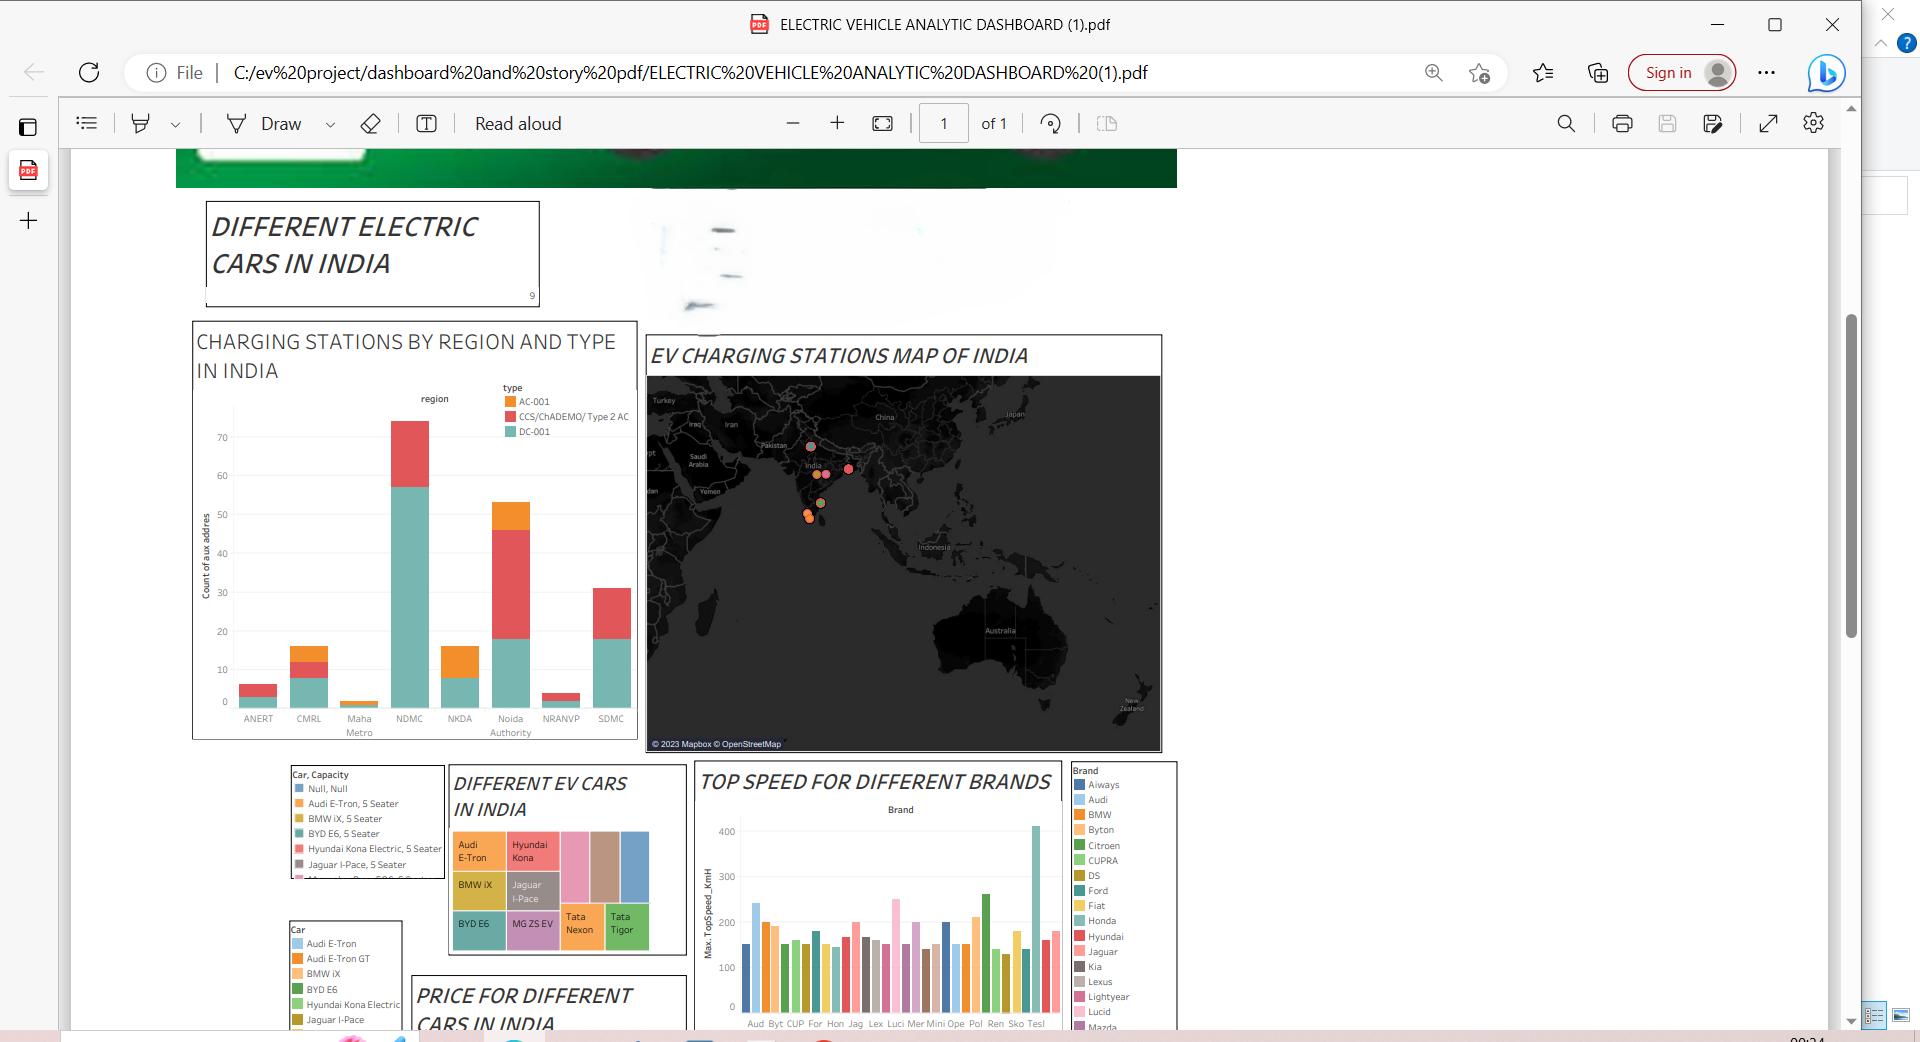 ELECTRIC VEHICLE ANALYTIC DASHBOARD (1).pdf
File
C:/ev%20project/dashboard%20and%20story%20pdf/ELECTRIC%20VEHICLE%20ANALYTIC%20DASHBOARD%20(1).pdf
Sign in
Draw
Read aloud
1
of 1
DIFFERENT ELECTRIC
CARS IN INDIA
9
CHARGING STATIONS BY REGION AND TYPE
IN INDIA
region
type
AC-001
CCS/ChADEMO/ Type 2 AC
DC-001
Count of aux addres
70
60
50
40
30
20
10
0
ANERT
CMRL
Maha
Metro
NDMC
NKDA
Noida
Authority
NRANVP
SDMC
EV CHARGING STATIONS MAP OF INDIA
Turkey
Iraq
Iran
Pakistan
China
Japan
Saudi
Arabia
India
Yemen
Indonesia
Australia
New
Zealand
© 2023 Mapbox © OpenStreetMap
Car, Capacity
Null, Null
Audi E-Tron, 5 Seater
BMW iX, 5 Seater
BYD E6, 5 Seater
Hyundai Kona Electric, 5 Seater
Jaguar I-Pace, 5 Seater
DIFFERENT EV CARS
IN INDIA
Audi
E-Tron
Hyundai
Kona
BMW iX
Jaguar
I-Pace
BYD E6
MG ZS EV
Tata
Nexon
Tata
Tigor
Car
Audi E-Tron
Audi E-Tron GT
BMW iX
BYD E6
Hyundai Kona Electric
Jaguar I-Pace
PRICE FOR DIFFERENT
CARS IN INDIA
TOP SPEED FOR DIFFERENT BRANDS
Brand
Max. TopSpeed_KmH
400
300
200
100
0
Aud Byt CUP For Hon Jag Lex Luci Mer Mini Ope Pol Ren Sko Tesl
Brand
Aiways
Audi
BMW
Byton
Citroen
CUPRA
DS
Ford
Fiat
Honda
Hyundai
Jaguar
Kia
Lexus
Lightyear
Lucid
Mazda